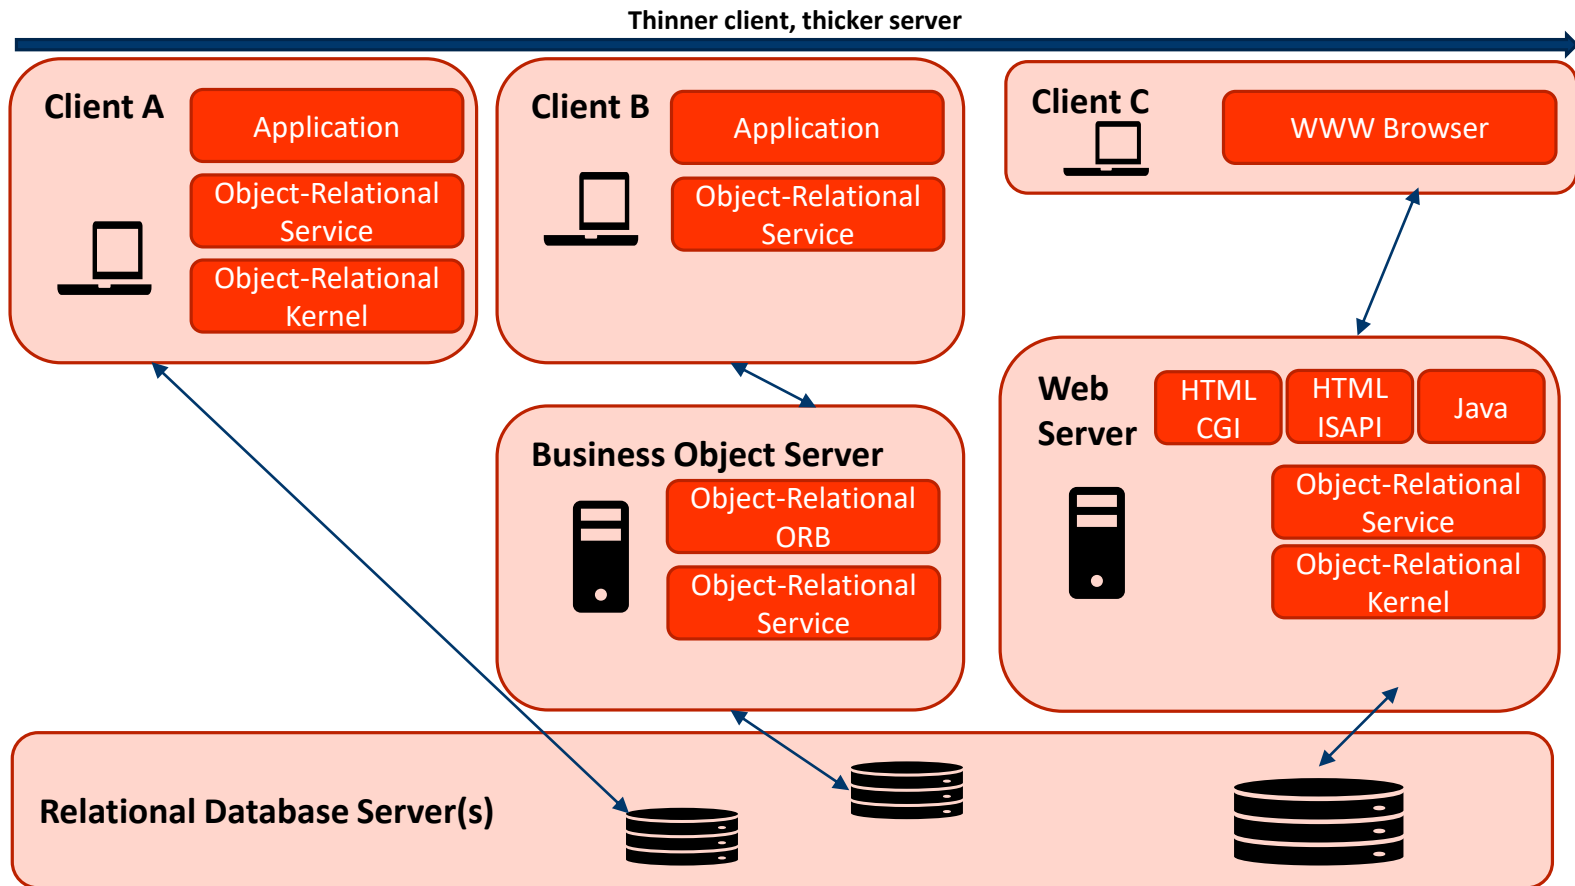 Thinner client, thicker server
Client A
Application
Object-Relational
Service
Object-Relational
Kernel
Client B
Application
Object-Relational
Service
Client C
WWW Browser
Business Object Server
Object-Relational
ORB
Object-Relational
Service
Web
Server
HTML
CGI
HTML
ISAPI
Java
Object-Relational
Service
Object-Relational
Kernel
Relational Database Server(s)